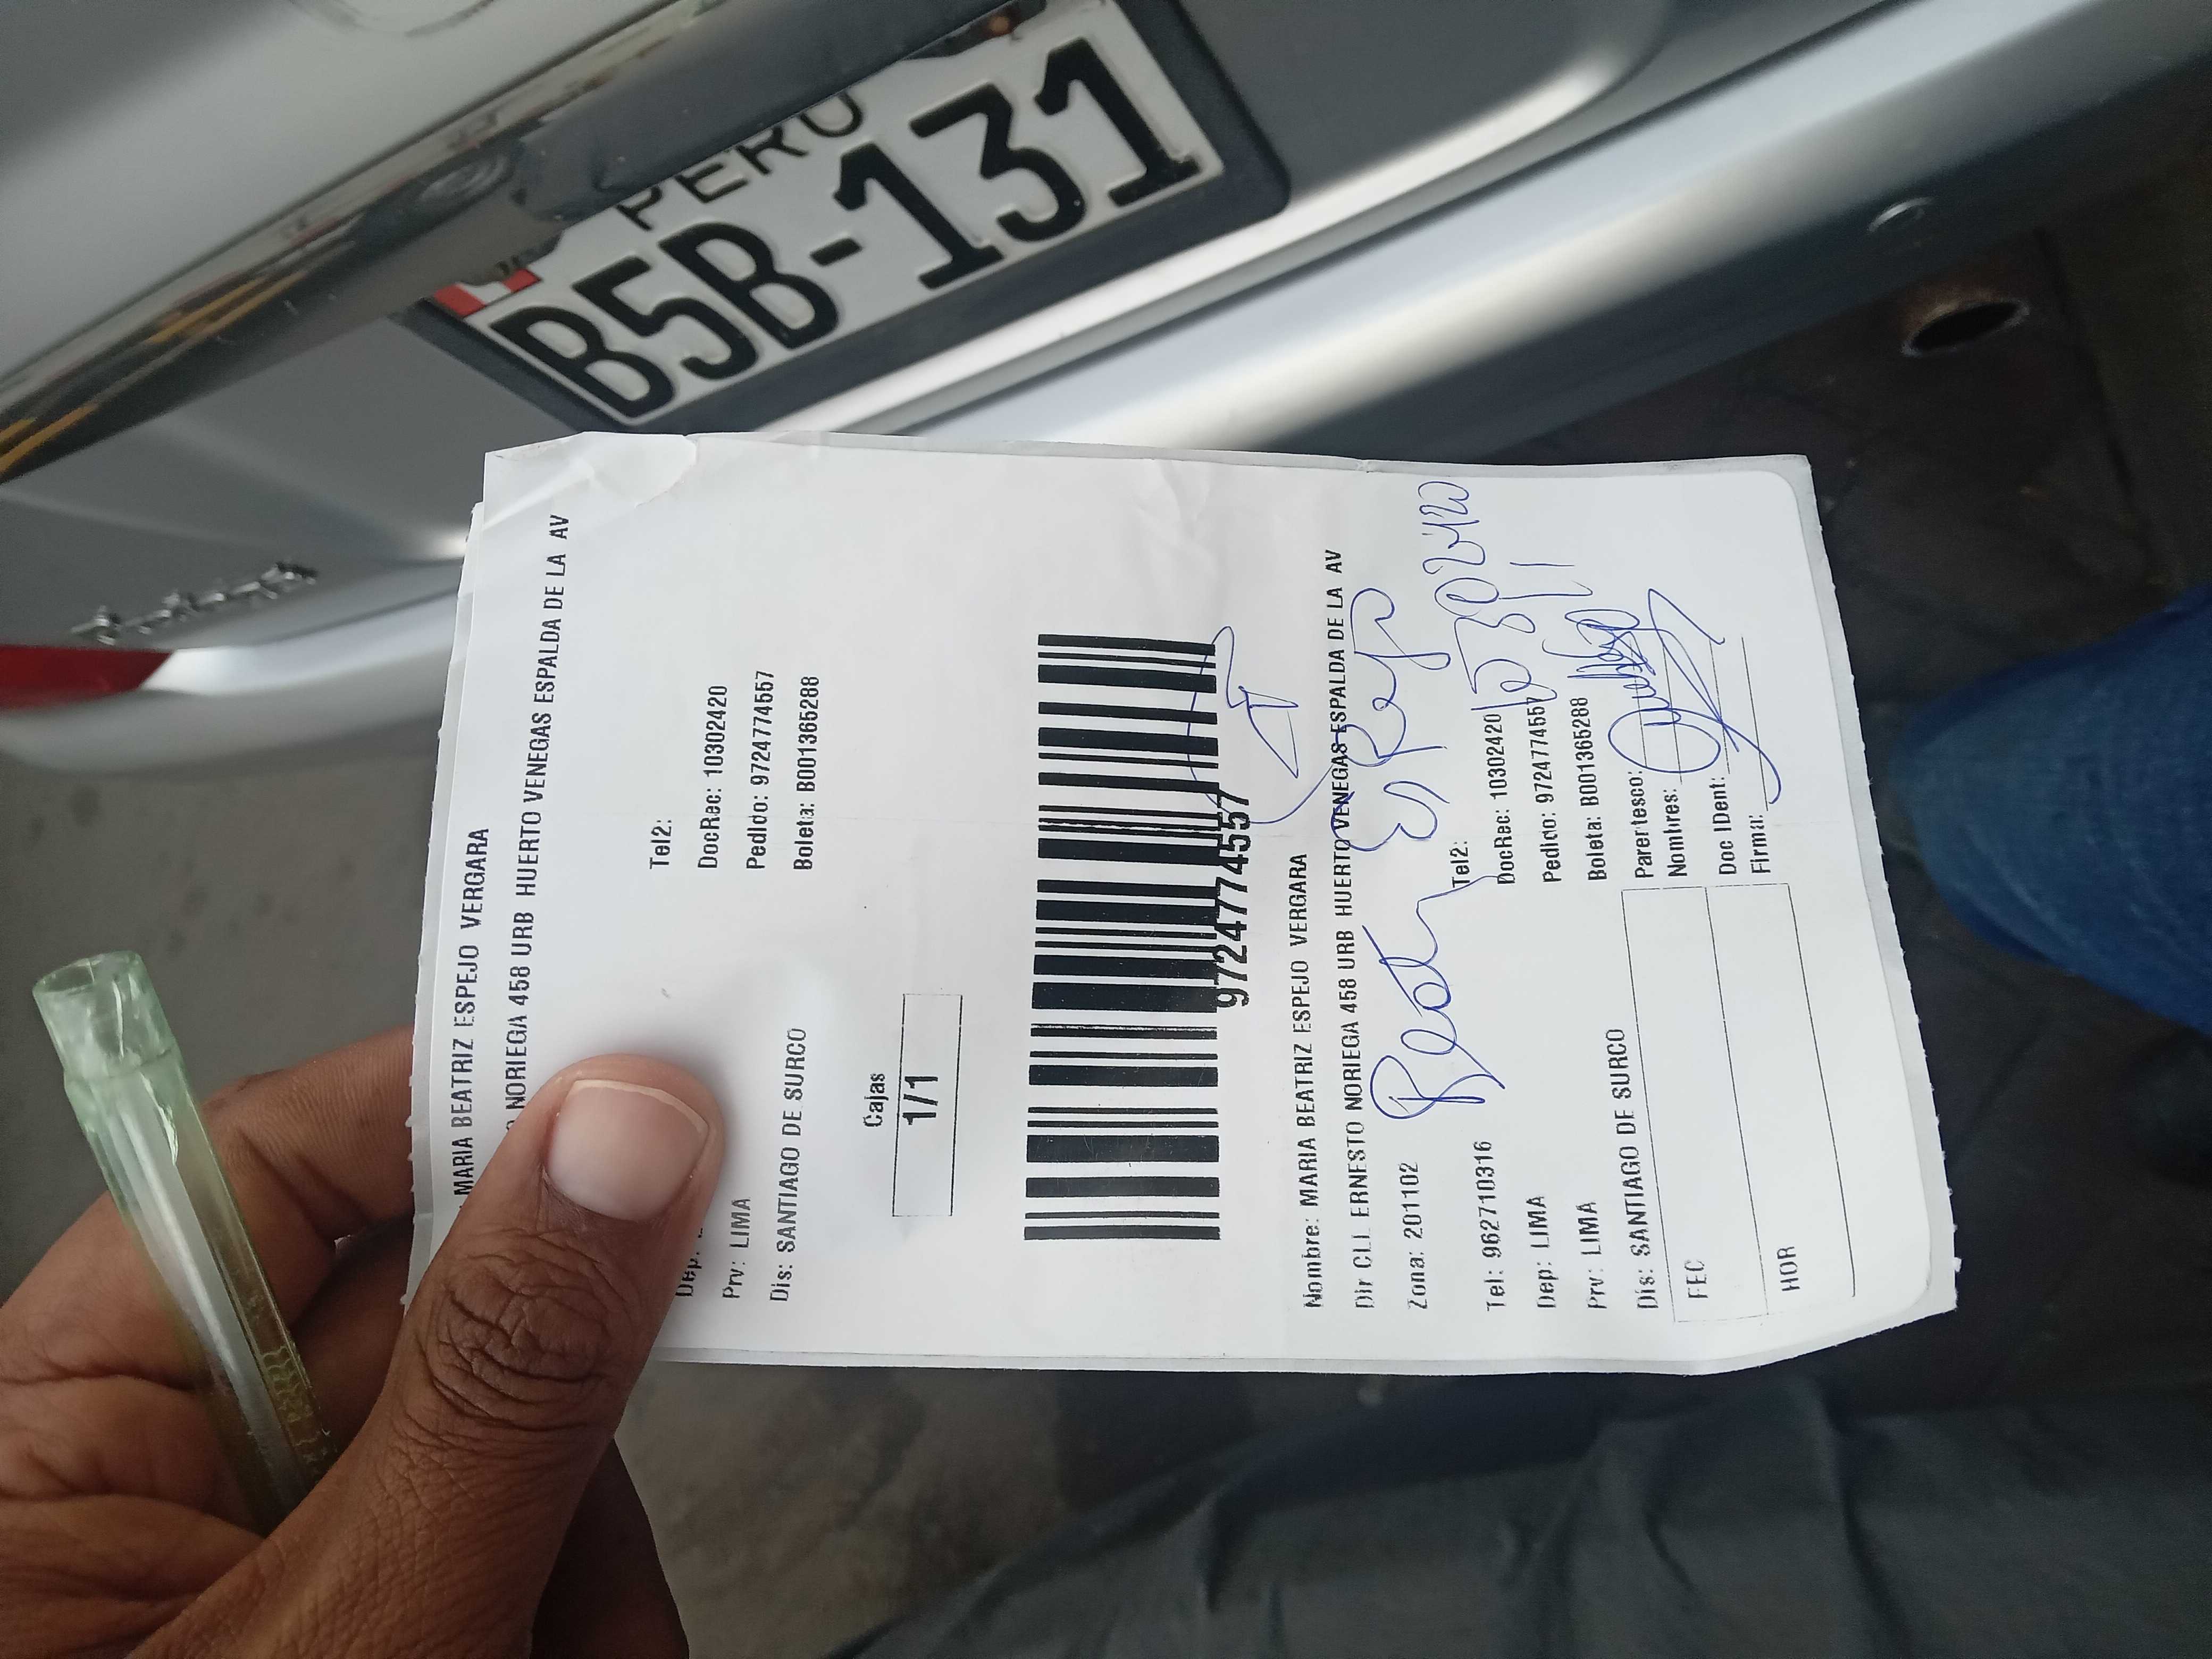 PERU
B5B-131
MARIA BEATRIZ ESPEJO VERGARA
NORIEGA 458 URB HUERTO VENEGAS ESPALDA DE LA AV
Tel2:
Dep:
DocRec: 10302420
Prv: LIMA
Pedido: 9724774557
Dis: SANTIAGO DE SURCO
Boleta: B001365288
Cajas
1/1
9724774557
Nombre: MARIA BEATRIZ ESPEJO VERGARA
Dir CLL ERNESTO NORIEGA 458 URB HUERTO VENEGAS ESPALDA DE LA AV
Zona: 201102
Tel: 962710316
Tel2:
Dep: LIMA
DocRec: 10302420
Prv: LIMA
Pedido: 9724774557
Dis: SANTIAGO DE SURCO
Boleta: B001365288
FEC
Parentesco:
Nombres:
HOR
Doc IDent:
Firma: